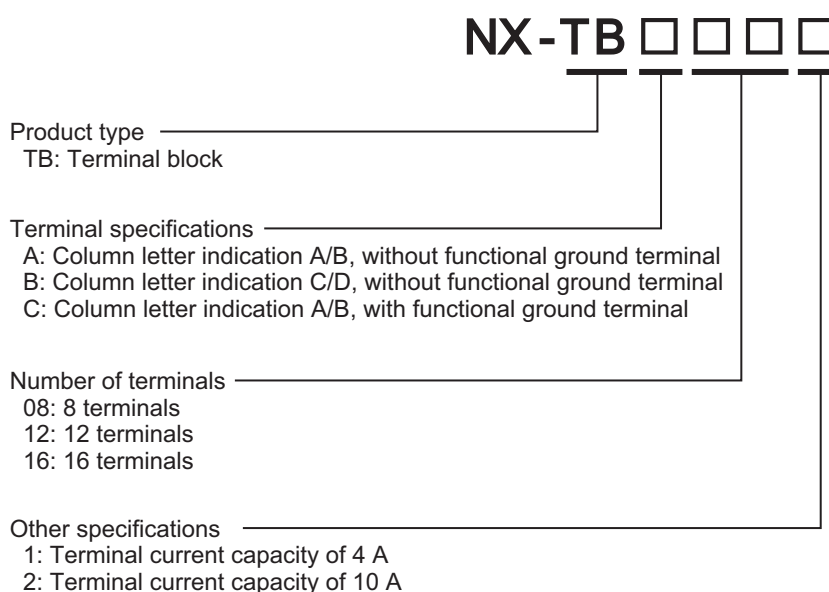 NX-TB □ □ □ □
Product type
TB: Terminal block
Terminal specifications
A: Column letter indication A/B, without functional ground terminal
B: Column letter indication C/D, without functional ground terminal
C: Column letter indication A/B, with functional ground terminal
Number of terminals
08: 8 terminals
12: 12 terminals
16: 16 terminals
Other specifications
1: Terminal current capacity of 4 A
2: Terminal current capacity of 10 A